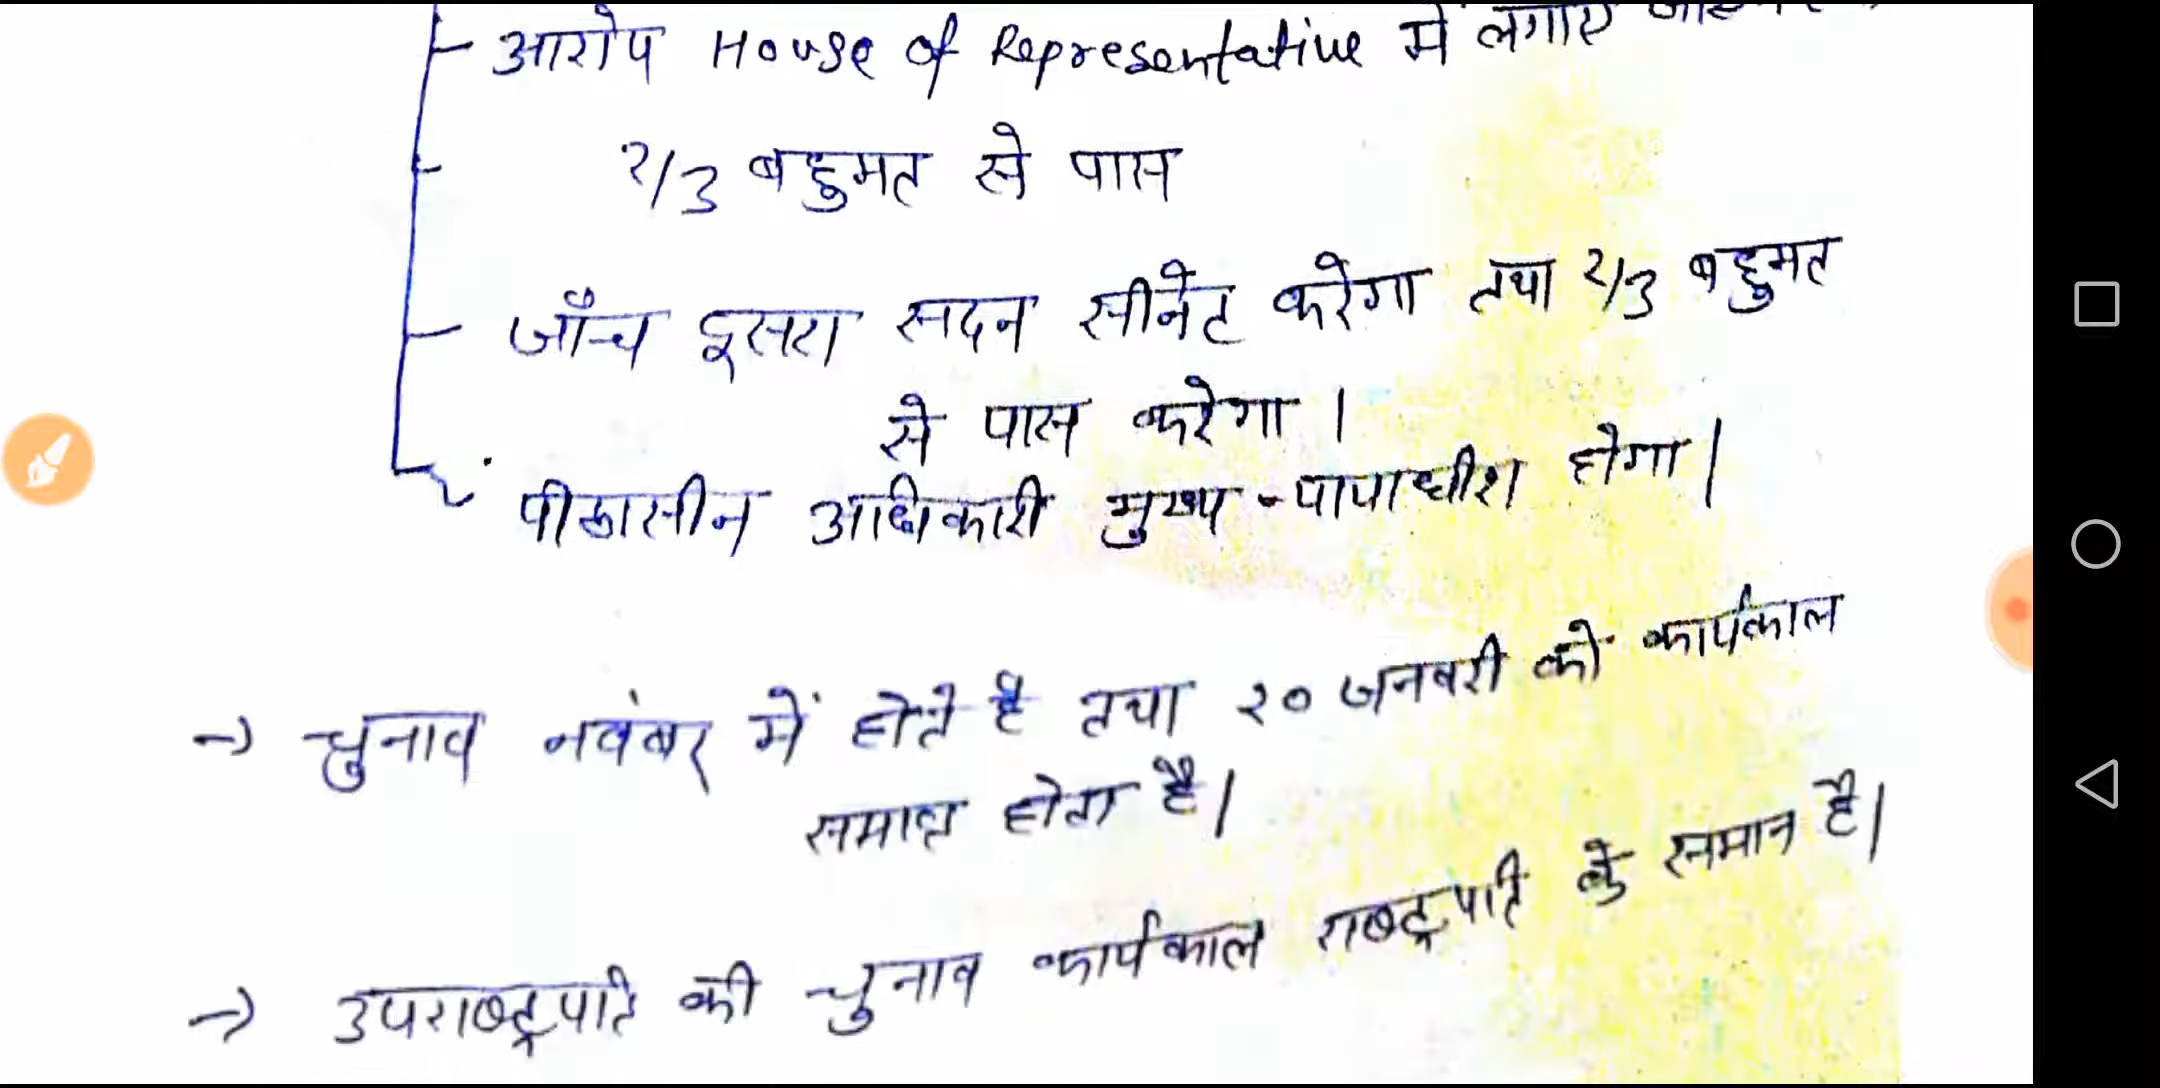 आरोप House of Representative में लगाए
2/3 बहुमत से पास
जाँच दूसरा सदन सीनेट करेगा तथा 2/3 बहुमत
से पास करेगा।
पीठासीन अधिकारी मुख्य न्यायाधीश होगा।
→ चुनाव नवंबर में होते है तथा 20 जनवरी को कार्यकाल
समाप्त होता है।
→ उपराष्ट्रपति की चुनाव कार्यकाल राष्ट्रपति के समान है।